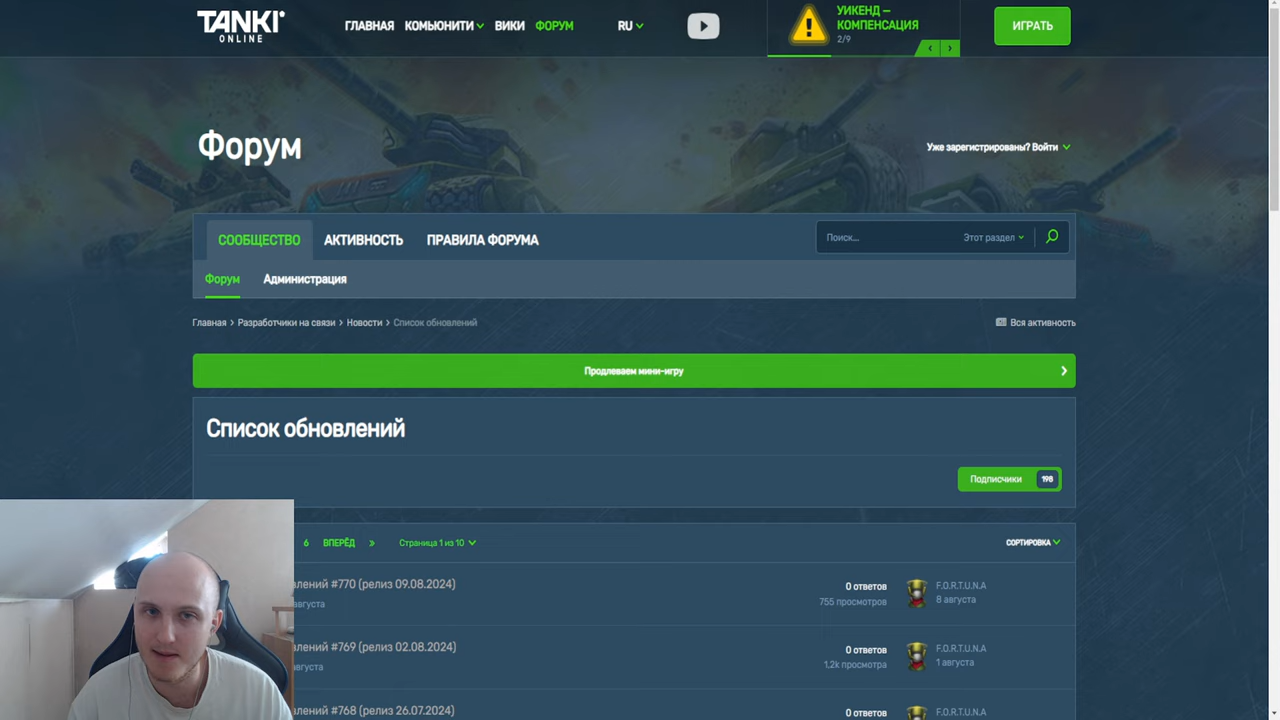 TANKI
ONLINE
ГЛАВНАЯ
КОМЬЮНИТИ
ВИКИ
ФОРУМ
RU
УИКЕНД –
КОМПЕНСАЦИЯ
2/9
ИГРАТЬ
Форум
Уже зарегистрированы? Войти
СООБЩЕСТВО
АКТИВНОСТЬ
ПРАВИЛА ФОРУМА
Поиск...
Этот раздел
Форум
Администрация
Главная > Разработчики на связи > Новости > Список обновлений
Вся активность
Продлеваем мини-игру
Список обновлений
Подписчики 198
6 ВПЕРЁД » Страница 1 из 10
СОРТИРОВКА
лений #770 (релиз 09.08.2024)
августа
0 ответов
755 просмотров
F.O.R.T.U.N.A
8 августа
лений #769 (релиз 02.08.2024)
августа
0 ответов
1,2k просмотра
F.O.R.T.U.N.A
1 августа
лений #768 (релиз 26.07.2024)
0 ответов
F.O.R.T.U.N.A